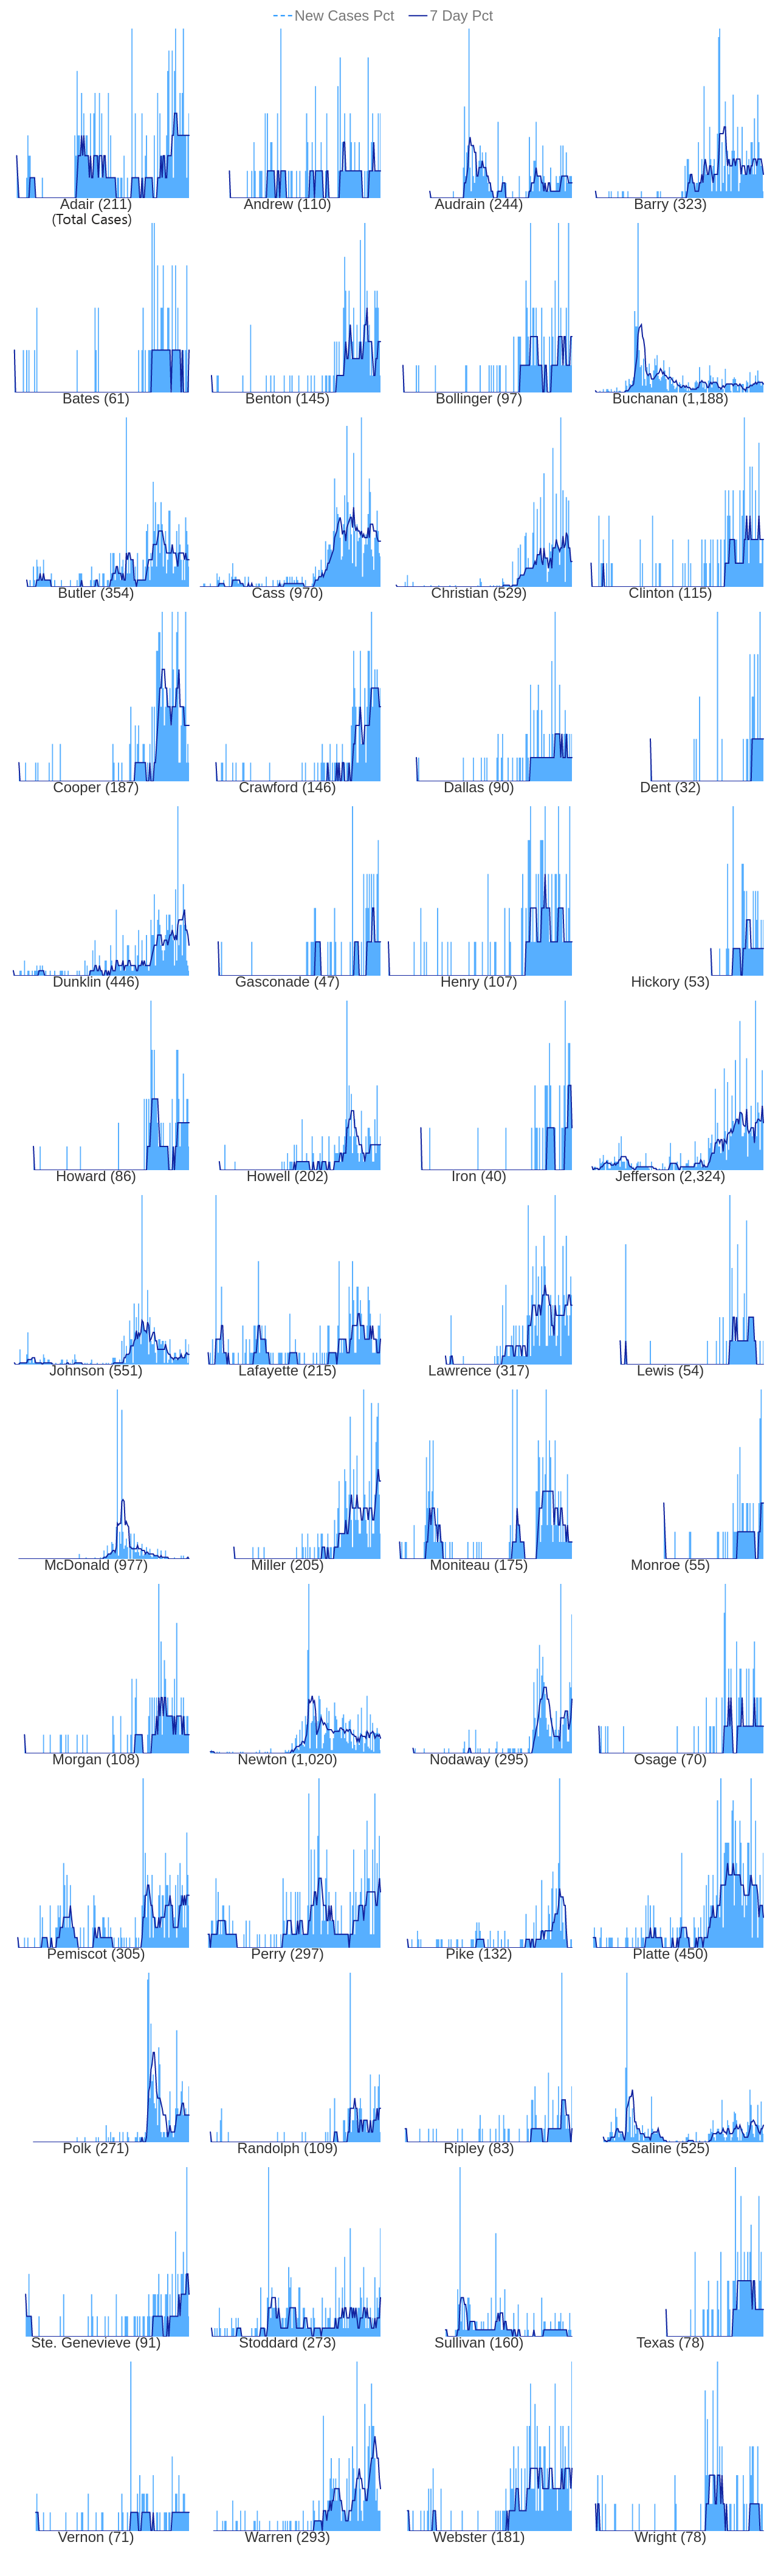 New Cases Pct 7 Day Pct
Adair (211) Andrew (110) Audrain (244) Barry (323)
(Total Cases)
Bates (61) Benton (145) Bollinger (97) Buchanan (1,188)
Butler (354) Cass (970) Christian (529) Clinton (115)
Cooper (187) Crawford (146) Dallas (90) Dent (32)
Dunklin (446) Gasconade (47) Henry (107) Hickory (53)
Howard (86) Howell (202) Iron (40) Jefferson (2,324)
Johnson (551) Lafayette (215) Lawrence (317) Lewis (54)
McDonald (977) Miller (205) Moniteau (175) Monroe (55)
Morgan (108) Newton (1,020) Nodaway (295) Osage (70)
Pemiscot (305) Perry (297) Pike (132) Platte (450)
Polk (271) Randolph (109) Ripley (83) Saline (525)
Ste. Genevieve (91) Stoddard (273) Sullivan (160) Texas (78)
Vernon (71) Warren (293) Webster (181) Wright (78)